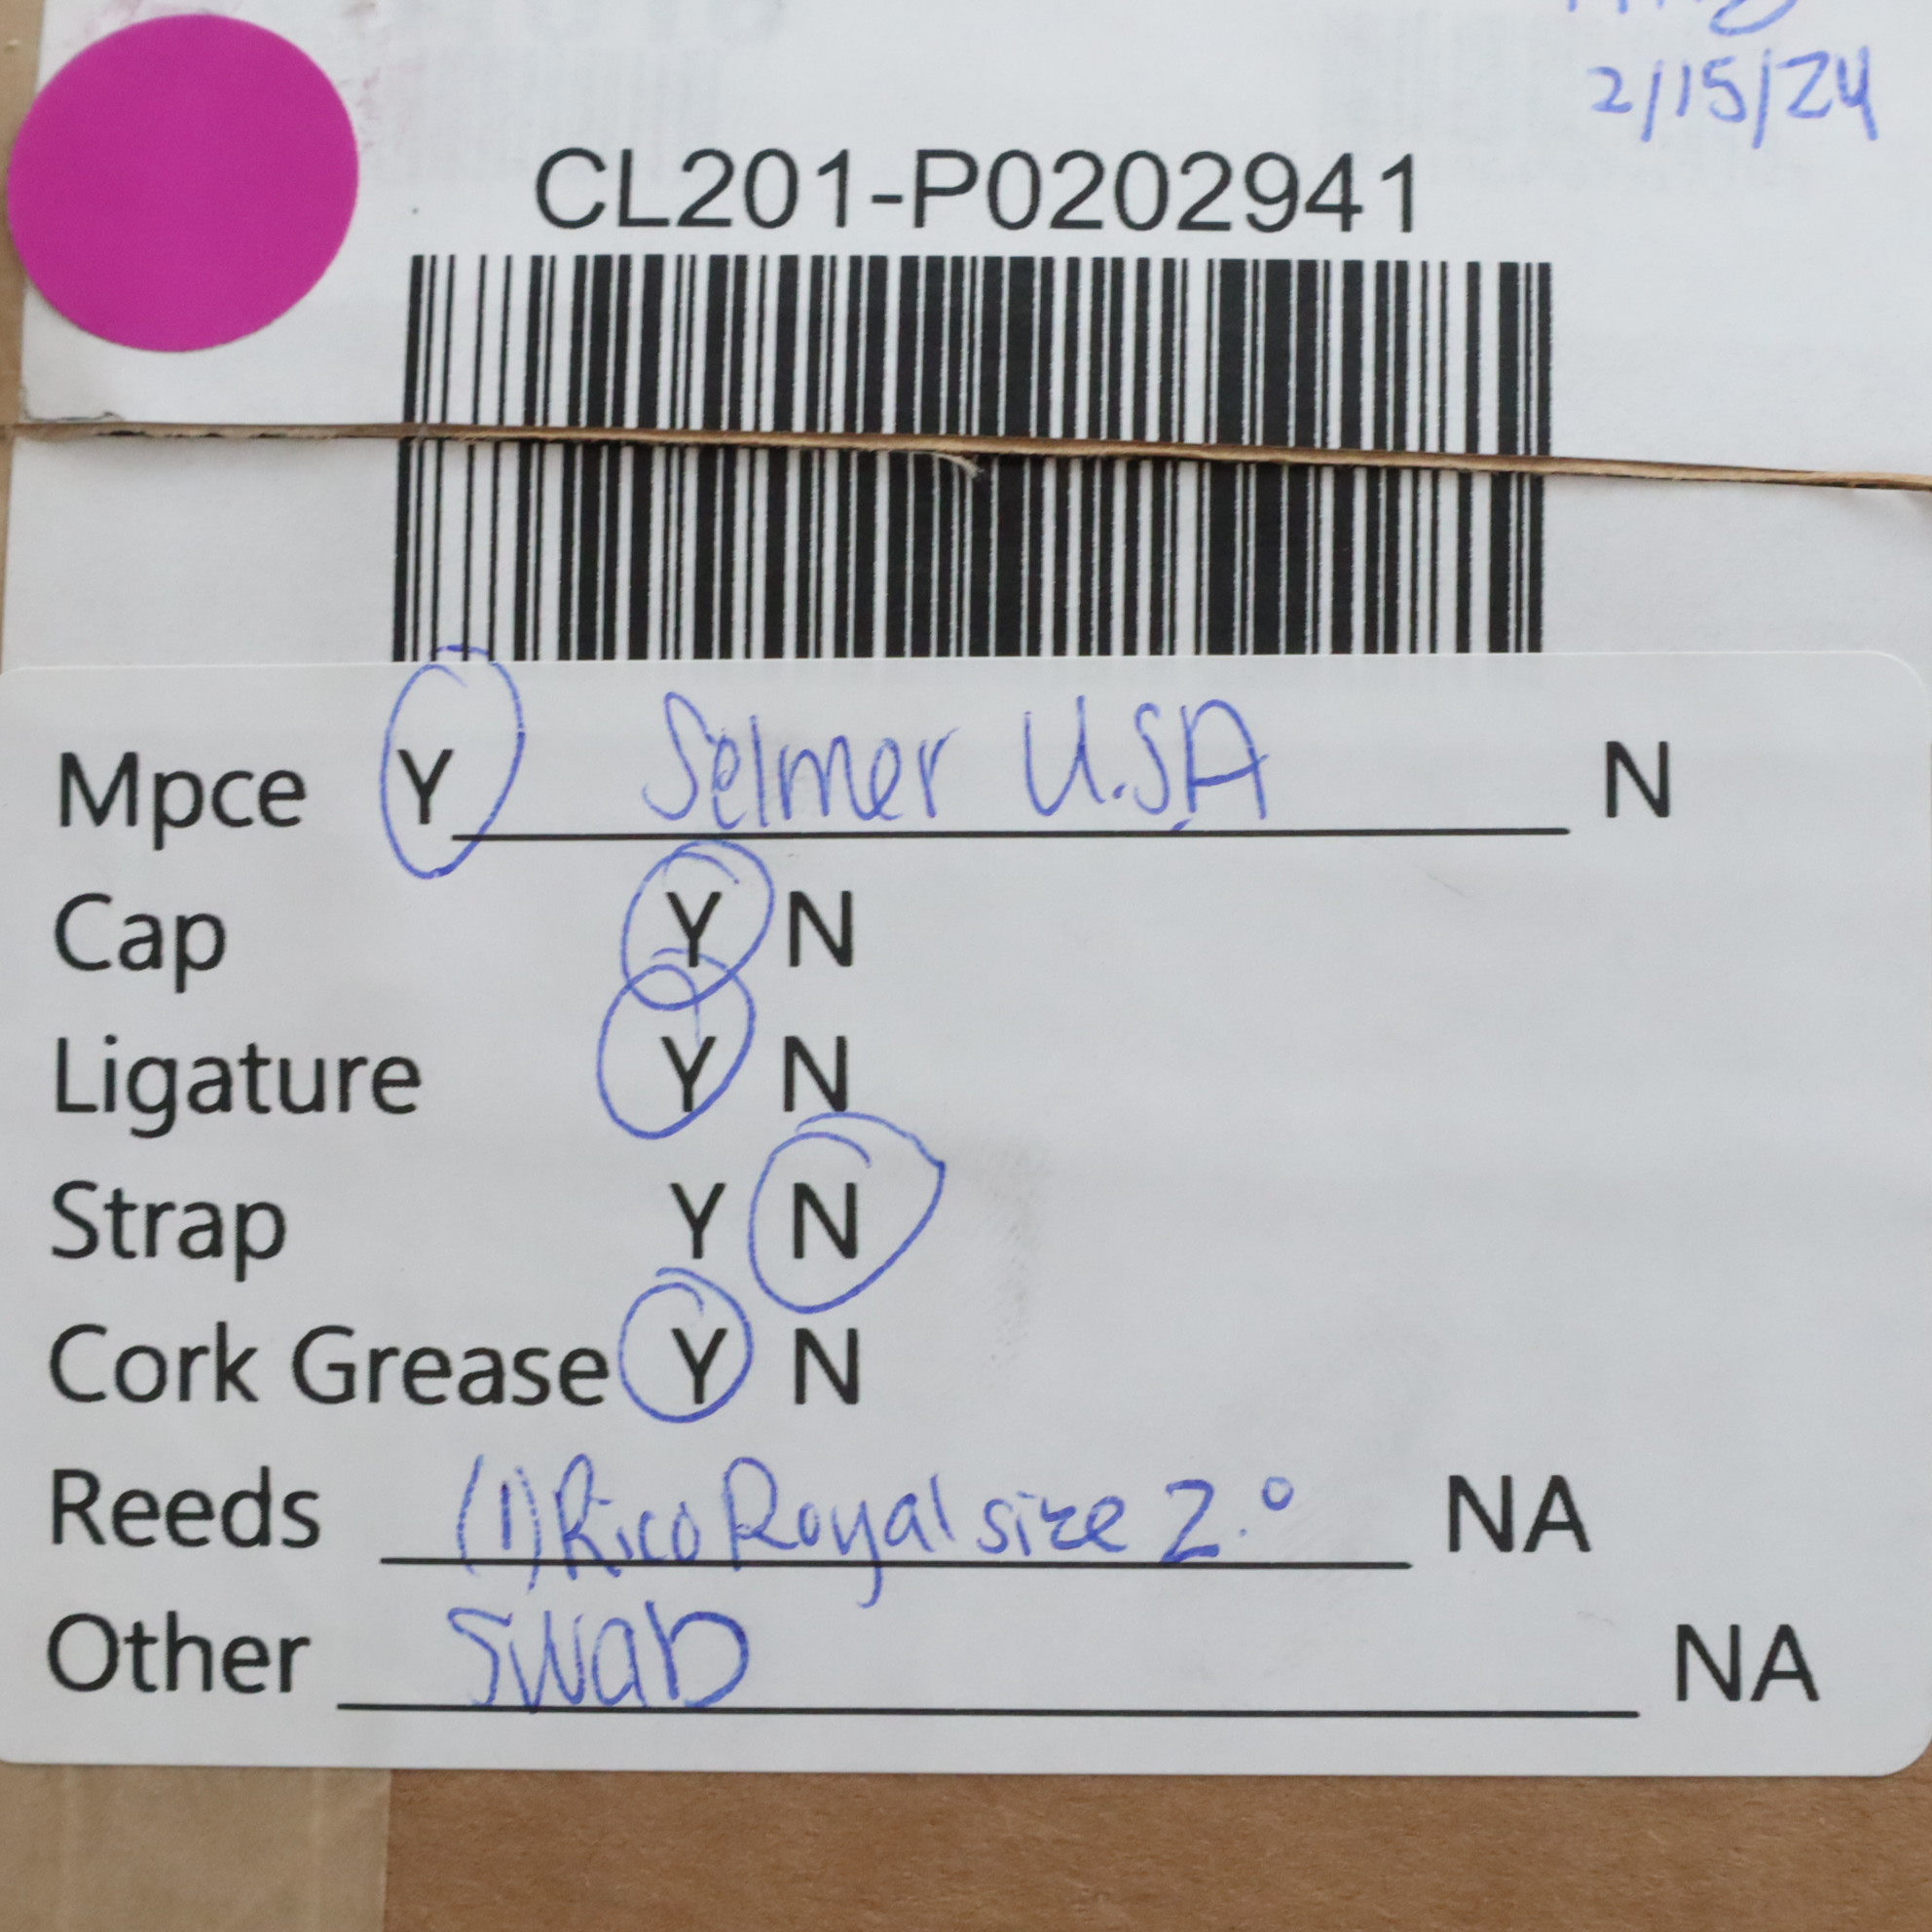 2/15/24
CL201-P0202941
Mpce Y Selmer U.S.A N
Cap Y N
Ligature Y N
Strap Y N
Cork Grease Y N
Reeds (1) Rico Royal size 2.0 NA
Other Swab NA